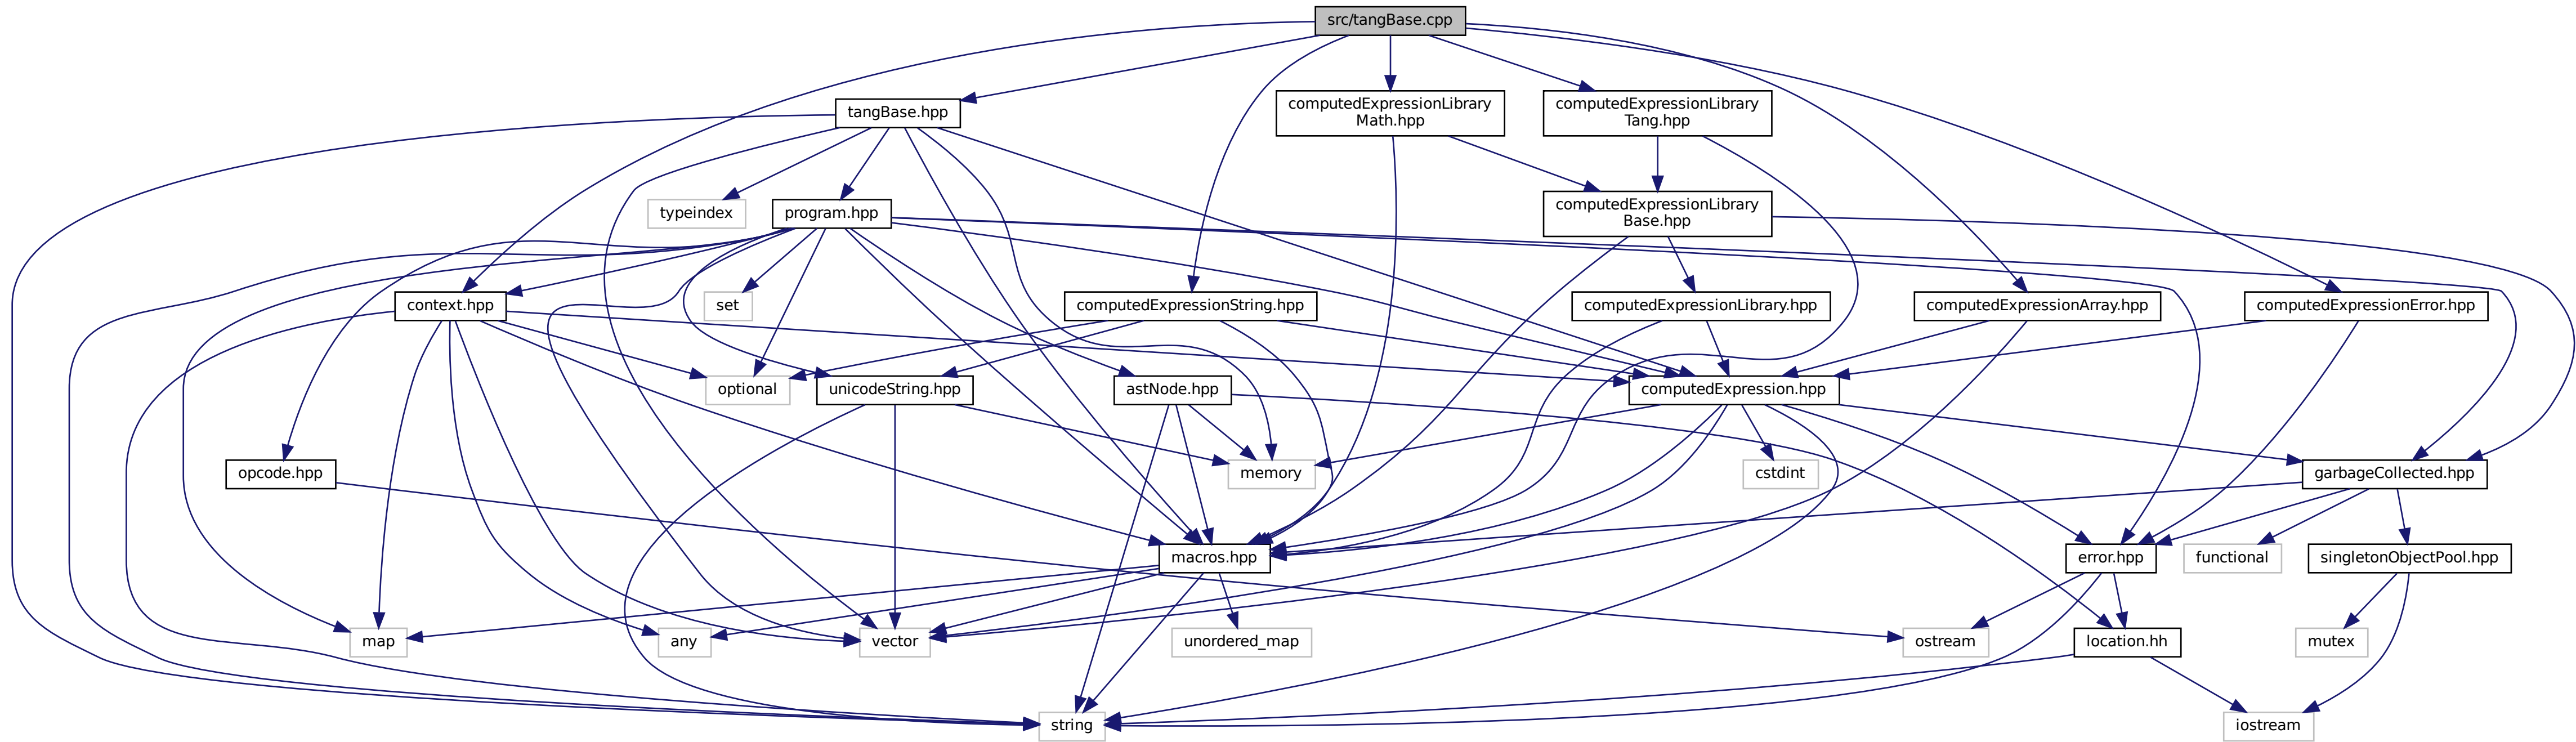 src/tangBase.cpp
tangBase.hpp
computedExpressionLibrary
Math.hpp
computedExpressionLibrary
Tang.hpp
typeindex
program.hpp
computedExpressionLibrary
Base.hpp
context.hpp
set
computedExpressionString.hpp
computedExpressionLibrary.hpp
computedExpressionArray.hpp
computedExpressionError.hpp
optional
unicodeString.hpp
astNode.hpp
computedExpression.hpp
opcode.hpp
memory
cstdint
garbageCollected.hpp
macros.hpp
error.hpp
functional
singletonObjectPool.hpp
map
any
vector
unordered_map
ostream
location.hh
mutex
string
iostream